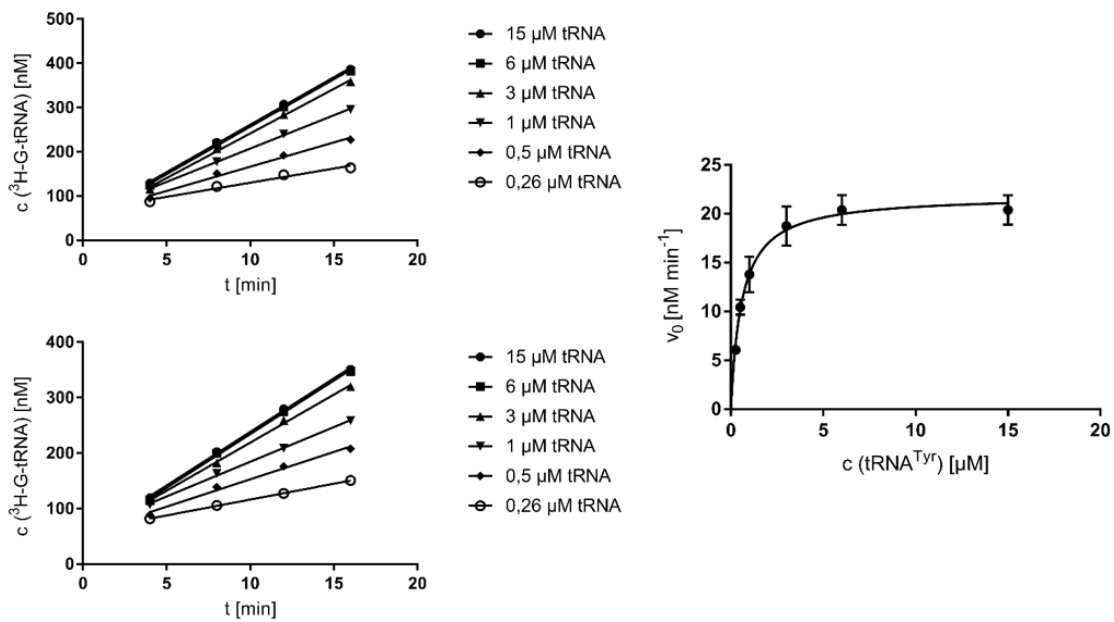 500
400
300
200
100
0
0 5 10 15 20
c (³H-G-tRNA) [nM]
t [min]
15 µM tRNA
6 µM tRNA
3 µM tRNA
1 µM tRNA
0,5 µM tRNA
0,26 µM tRNA
400
300
200
100
0
0 5 10 15 20
c (³H-G-tRNA) [nM]
t [min]
15 µM tRNA
6 µM tRNA
3 µM tRNA
1 µM tRNA
0,5 µM tRNA
0,26 µM tRNA
25
20
15
10
5
0
0 5 10 15 20
v₀ [nM min⁻¹]
c (tRNAᵀʸʳ) [µM]